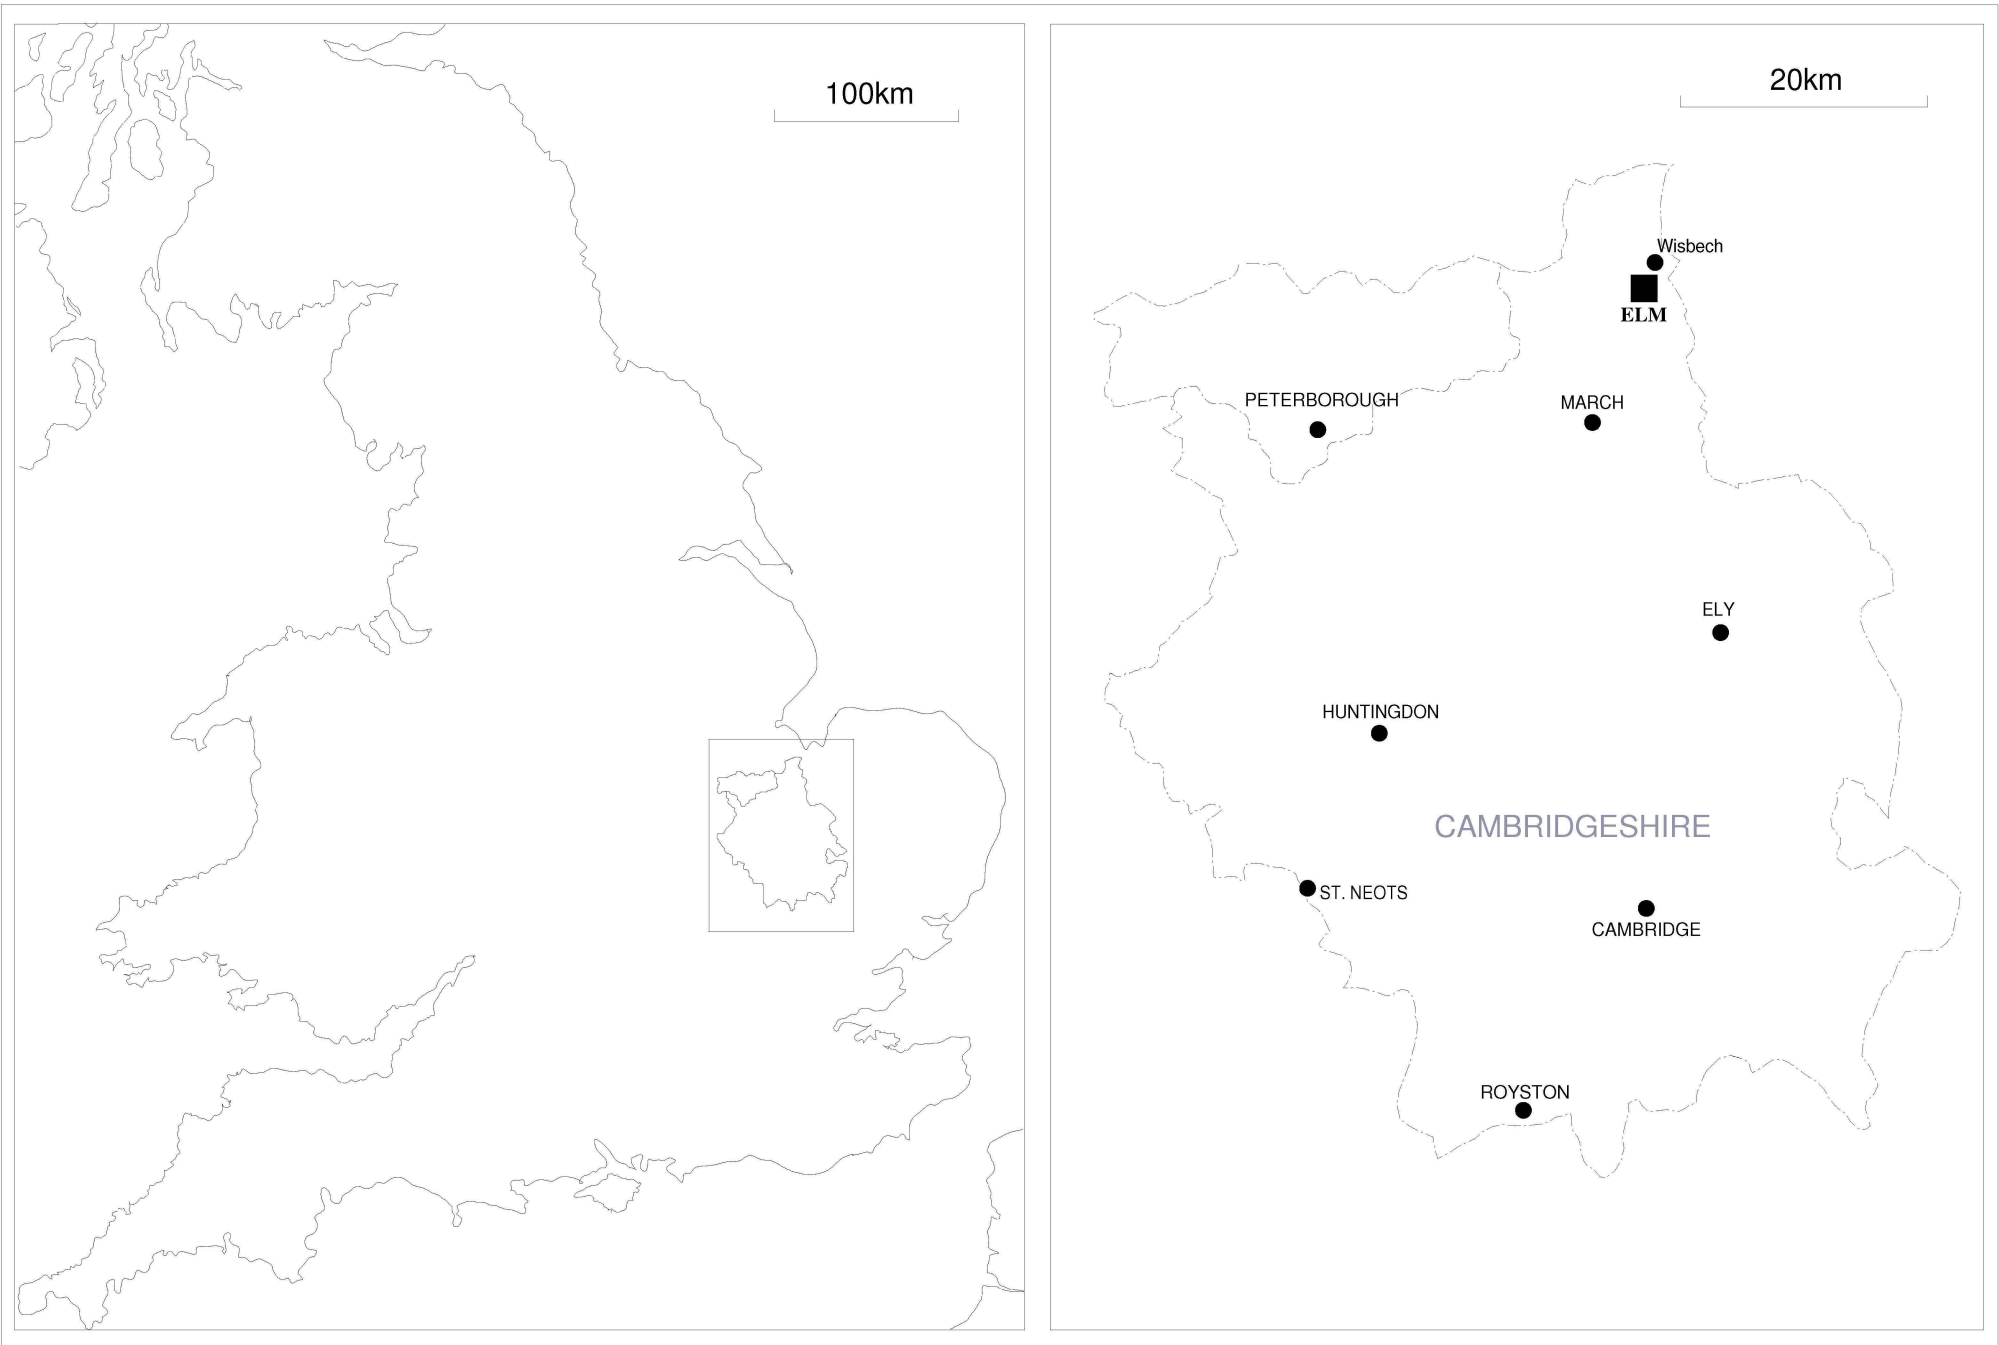 100km
20km
Wisbech
ELM
PETERBOROUGH
MARCH
ELY
HUNTINGDON
CAMBRIDGESHIRE
ST. NEOTS
CAMBRIDGE
ROYSTON